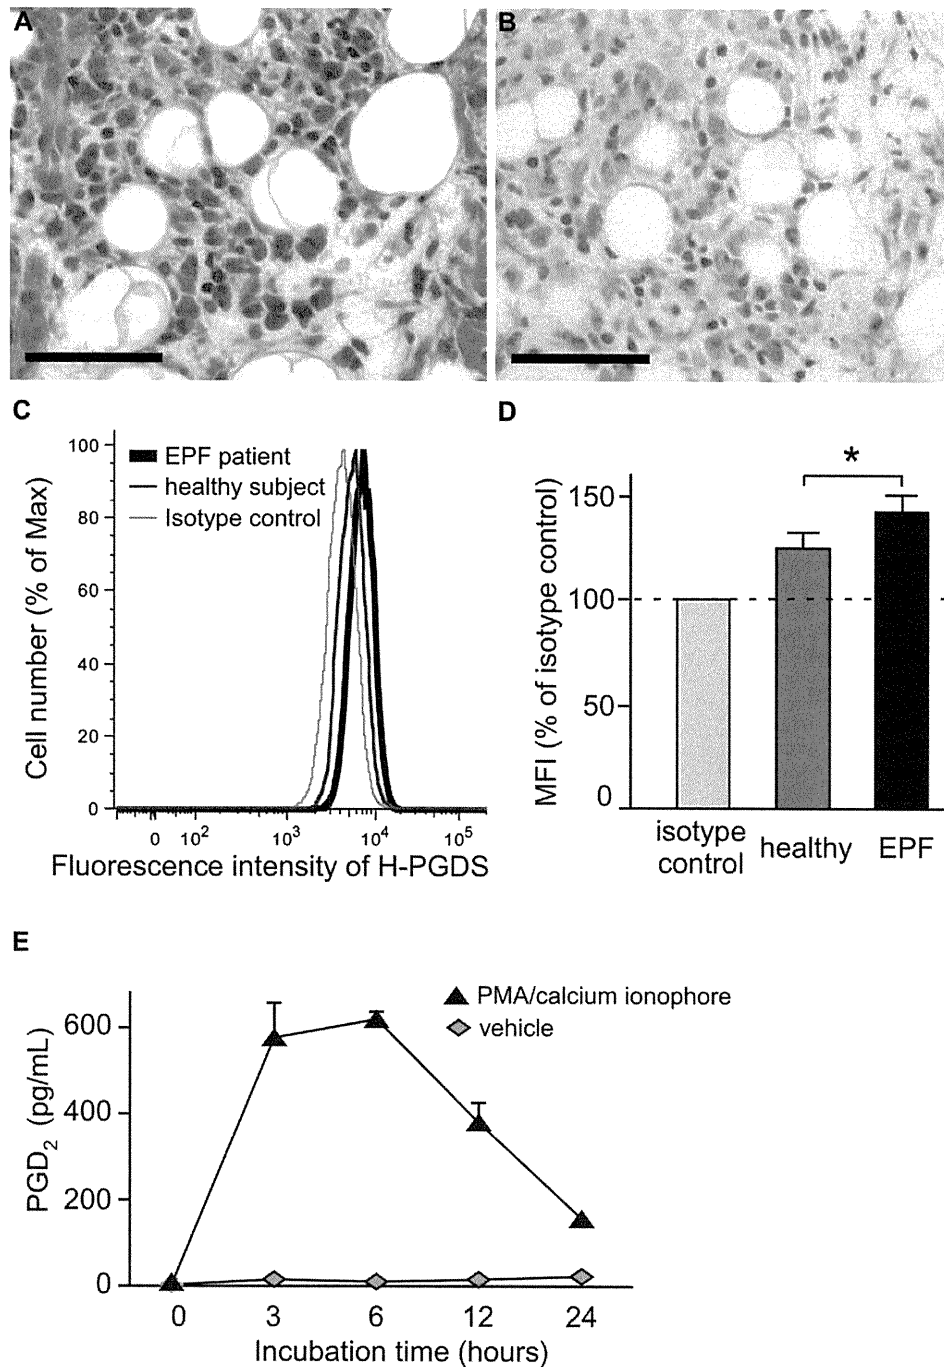 A
B
C
100
80
60
40
20
0
Cell number (% of Max)
EPF patient
healthy subject
Isotype control
0 10² 10³ 10⁴ 10⁵
Fluorescence intensity of H-PGDS
D
*
150
100
50
0
MFI (% of isotype control)
isotype control
healthy
EPF
E
600
400
200
0
PGD₂ (pg/mL)
PMA/calcium ionophore
vehicle
0 3 6 12 24
Incubation time (hours)